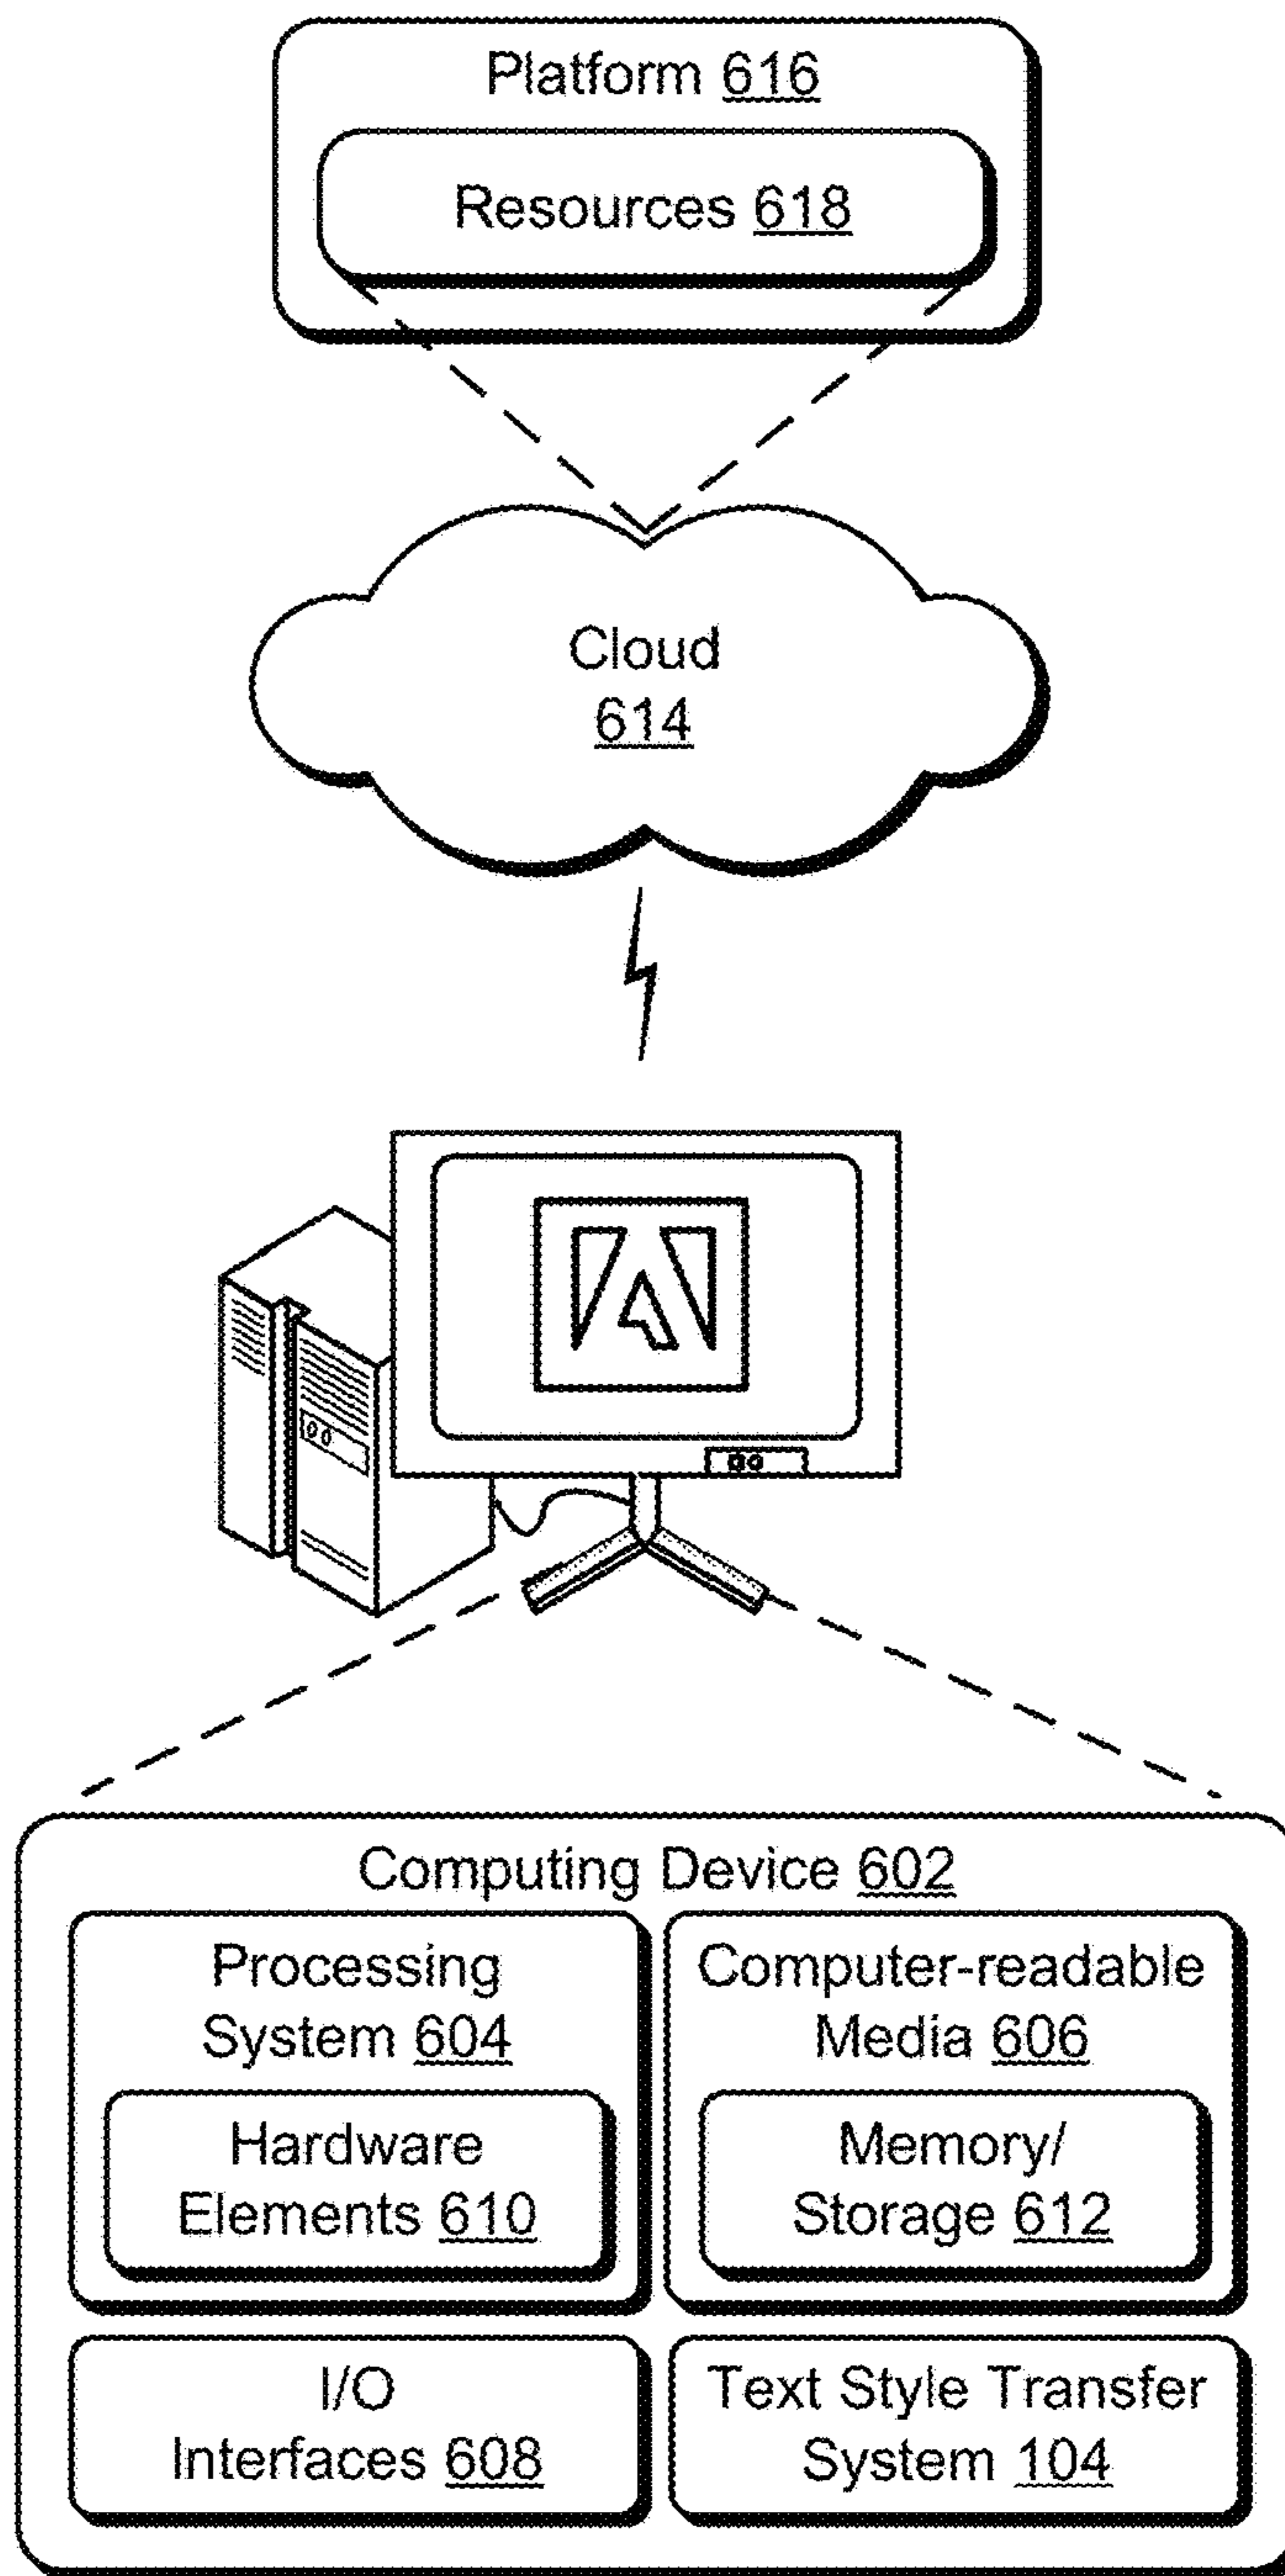 Platform 616
Resources 618
Cloud
614
Computing Device 602
Processing
System 604
Hardware
Elements 610
Computer-readable
Media 606
Memory/
Storage 612
I/O
Interfaces 608
Text Style Transfer
System 104